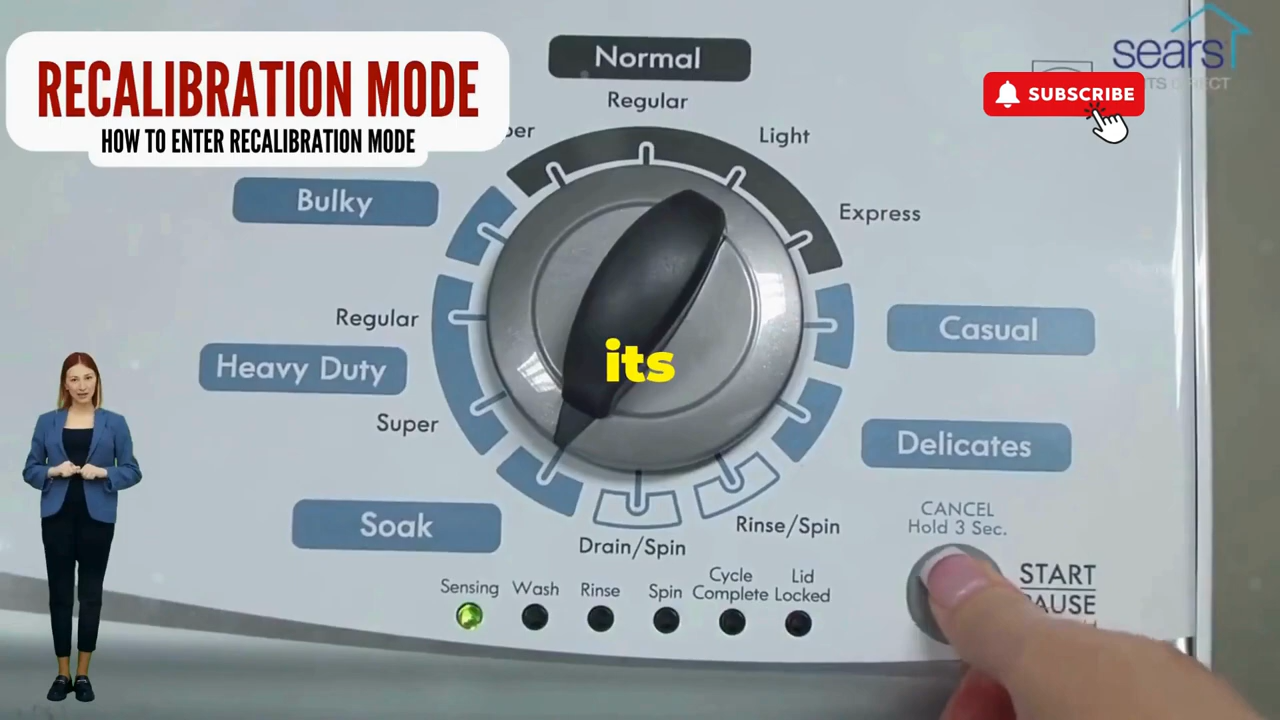 RECALIBRATION MODE
HOW TO ENTER RECALIBRATION MODE
Normal
sears
SUBSCRIBE
Regular
Light
Bulky
Express
Regular
its
Casual
Heavy Duty
Super
Delicates
Soak
CANCEL
Hold 3 Sec.
Rinse/Spin
Drain/Spin
Sensing
Wash
Rinse
Spin
Cycle
Complete
Lid
Locked
START